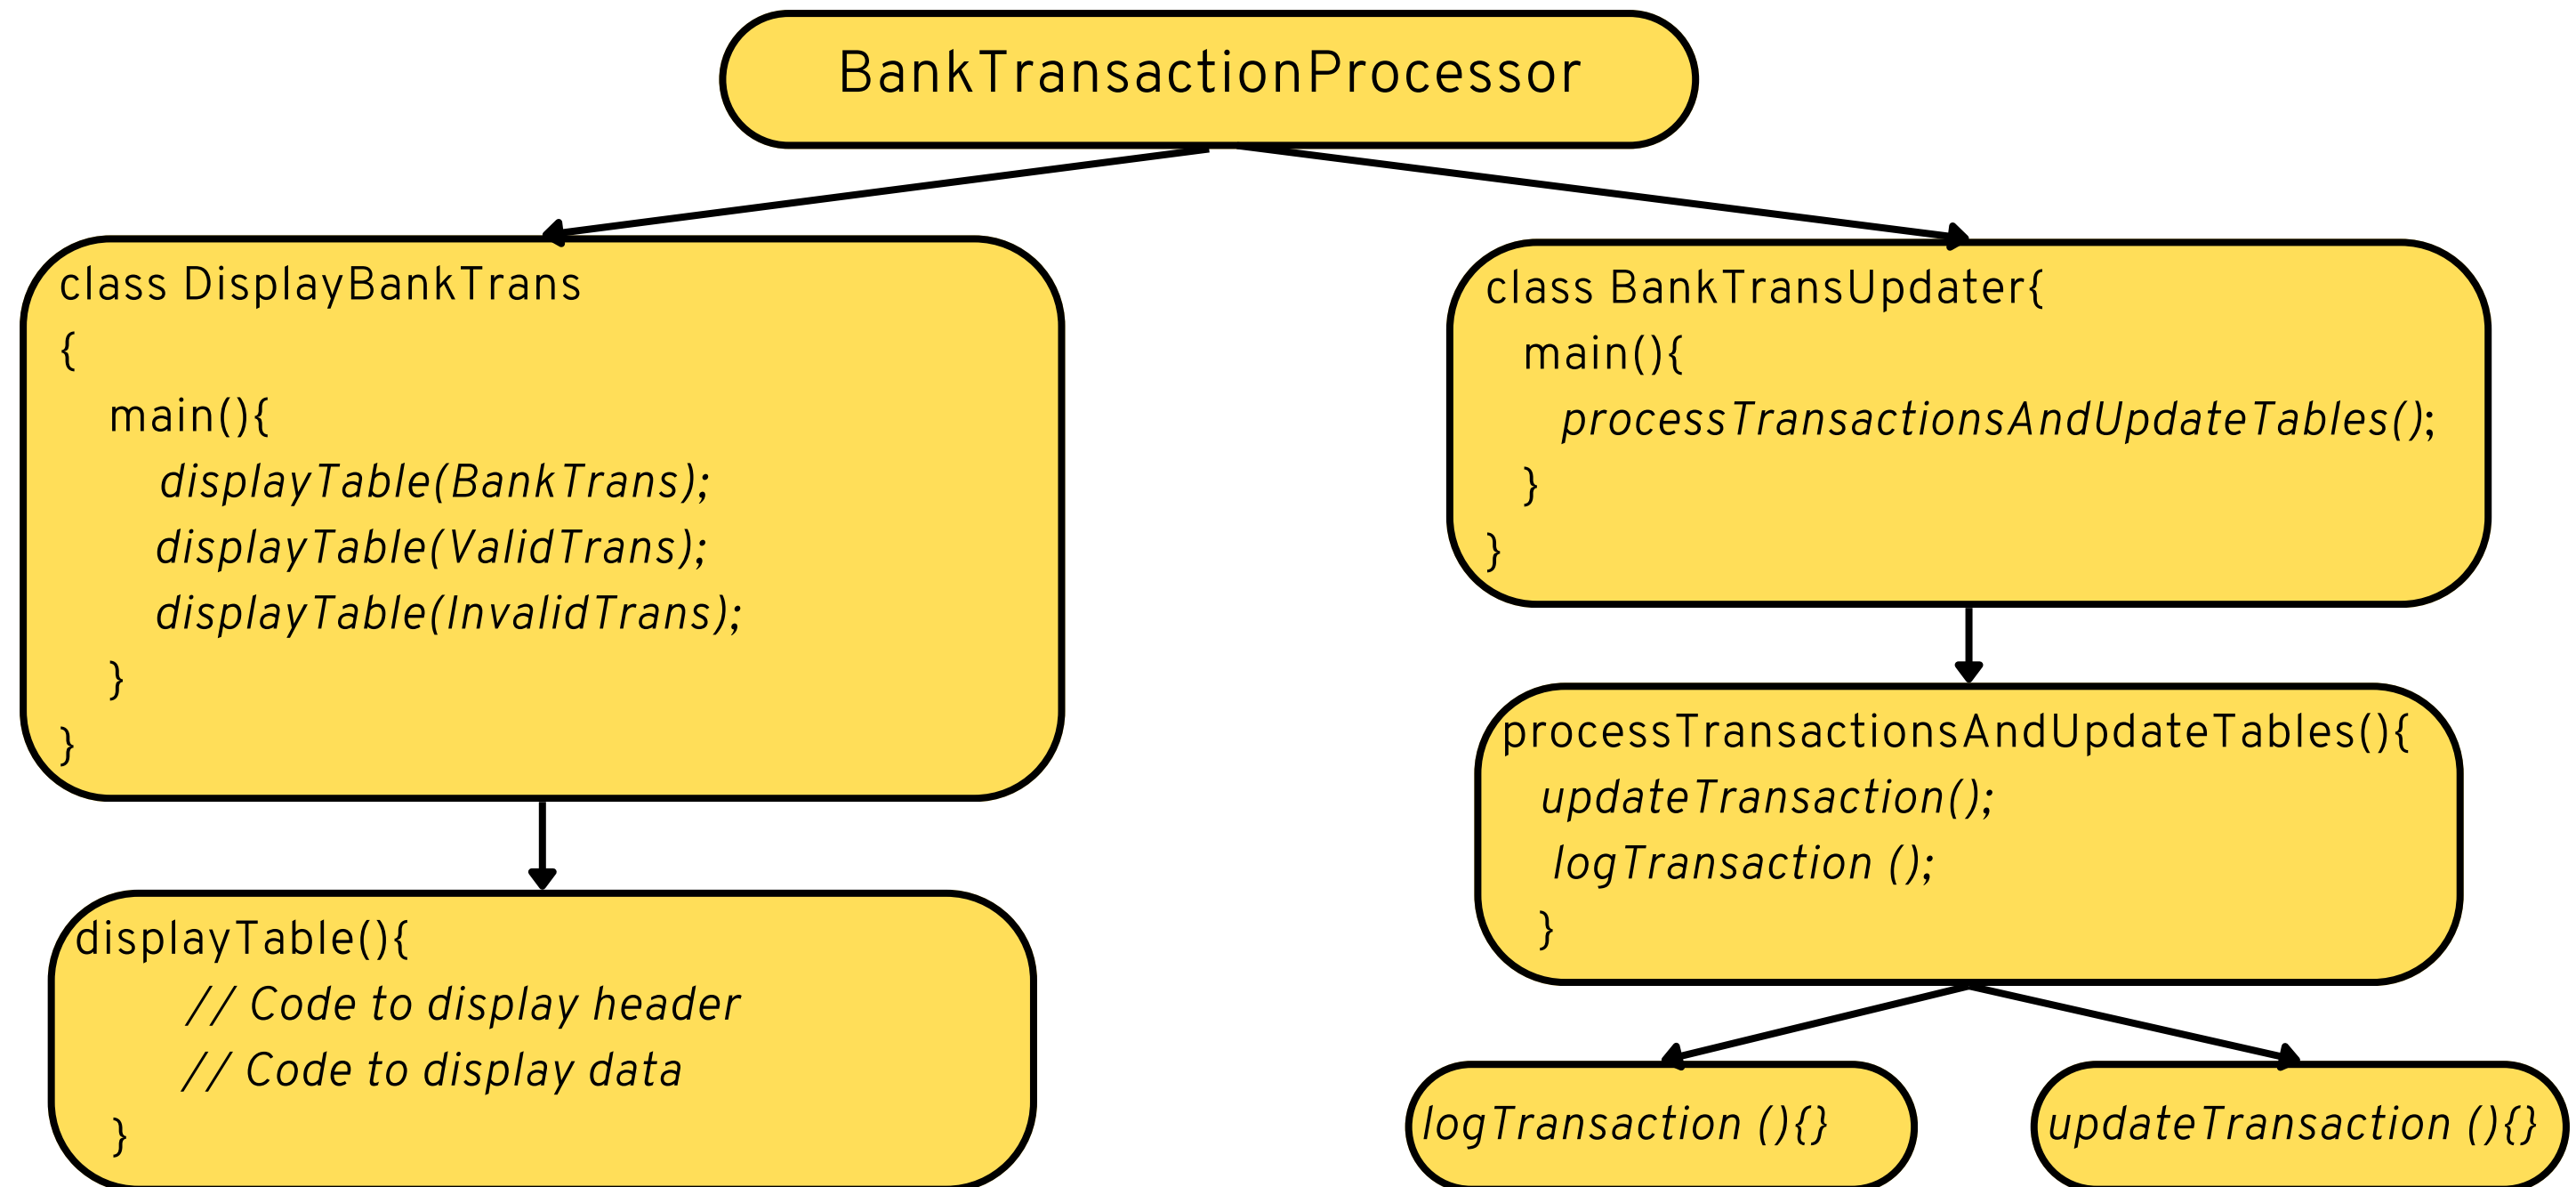 BankTransactionProcessor
class DisplayBankTrans
{
main(){
displayTable(BankTrans);
displayTable(ValidTrans);
displayTable(InvalidTrans);
}
}
displayTable(){
// Code to display header
// Code to display data
}
class BankTransUpdater{
main(){
processTransactionsAndUpdateTables();
}
}
processTransactionsAndUpdateTables(){
updateTransaction();
logTransaction ();
}
logTransaction (){}
updateTransaction (){}